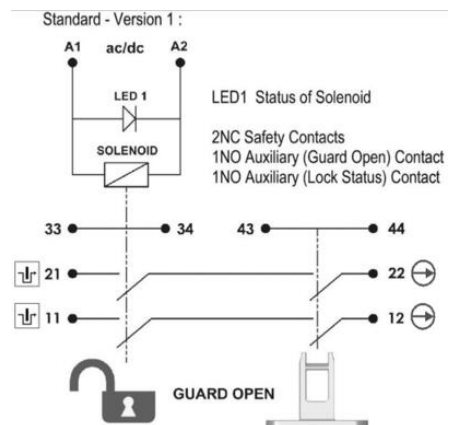 Standard - Version 1 :
A1 ac/dc A2
LED 1
LED1 Status of Solenoid
SOLENOID
2NC Safety Contacts
1NO Auxiliary (Guard Open) Contact
1NO Auxiliary (Lock Status) Contact
33 34 43 44
21 22
11 12
GUARD OPEN